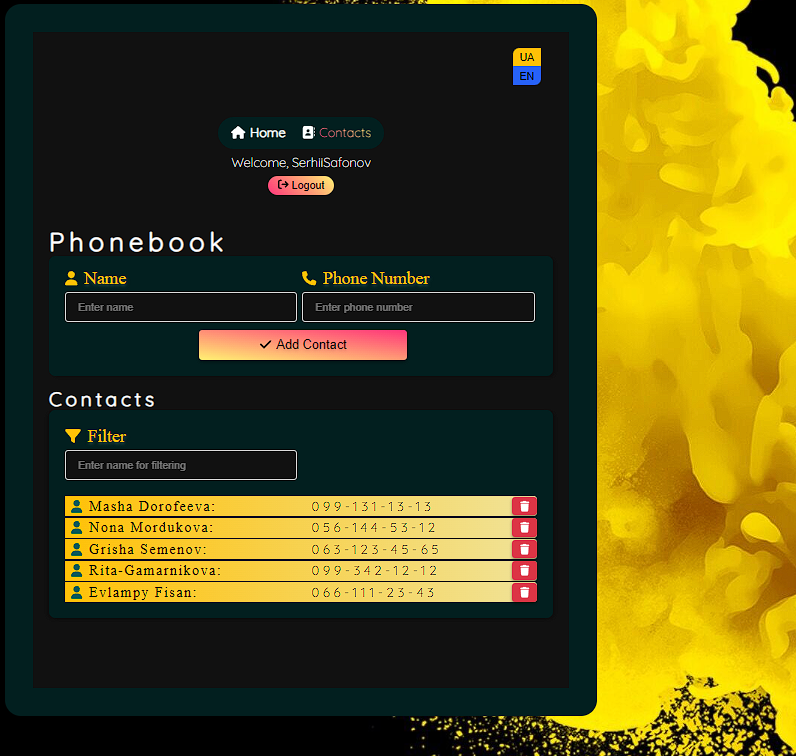 UA
EN
Home Contacts
Welcome, SerhiISafonov
Logout
Phonebook
Name Phone Number
Enter name Enter phone number
Add Contact
Contacts
Filter
Enter name for filtering
Masha Dorofeeva: 099-131-13-13
Nona Mordukova: 056-144-53-12
Grisha Semenov: 063-123-45-65
Rita-Gamarnikova: 099-342-12-12
Evlampy Fisan: 066-111-23-43